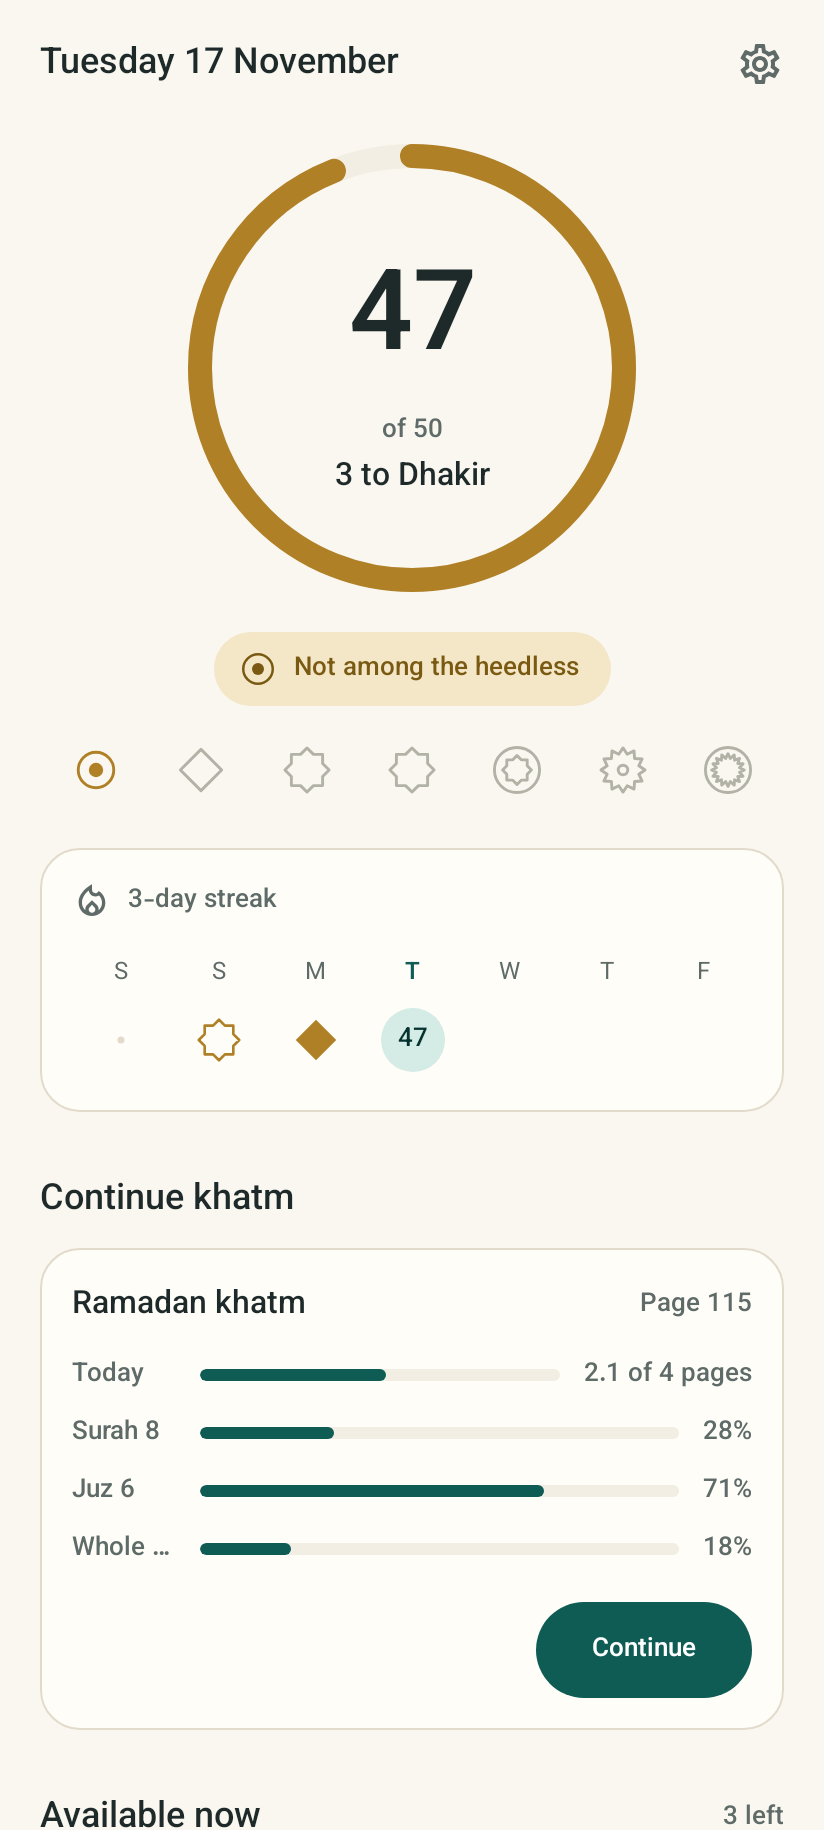 Tuesday 17 November
47
of 50
3 to Dhakir
Not among the heedless
3-day streak
S S M T W T F
47
Continue khatm
Ramadan khatm Page 115
Today 2.1 of 4 pages
Surah 8 28%
Juz 6 71%
Whole ... 18%
Continue
Available now 3 left